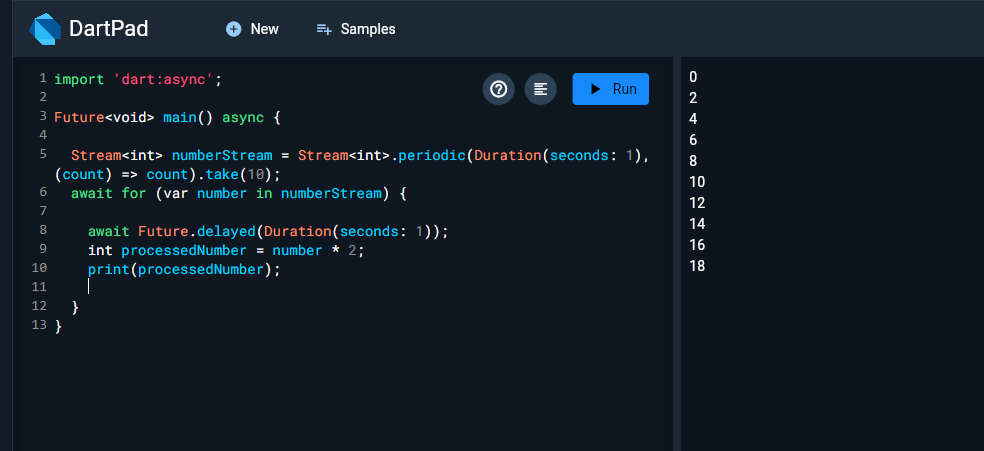 DartPad
New
Samples
1 import 'dart:async';
2
3 Future<void> main() async {
4
5 Stream<int> numberStream = Stream<int>.periodic(Duration(seconds: 1),
(count) => count).take(10);
6 await for (var number in numberStream) {
7
8 await Future.delayed(Duration(seconds: 1));
9 int processedNumber = number * 2;
10 print(processedNumber);
11
12 }
13 }
?
Run
0
2
4
6
8
10
12
14
16
18